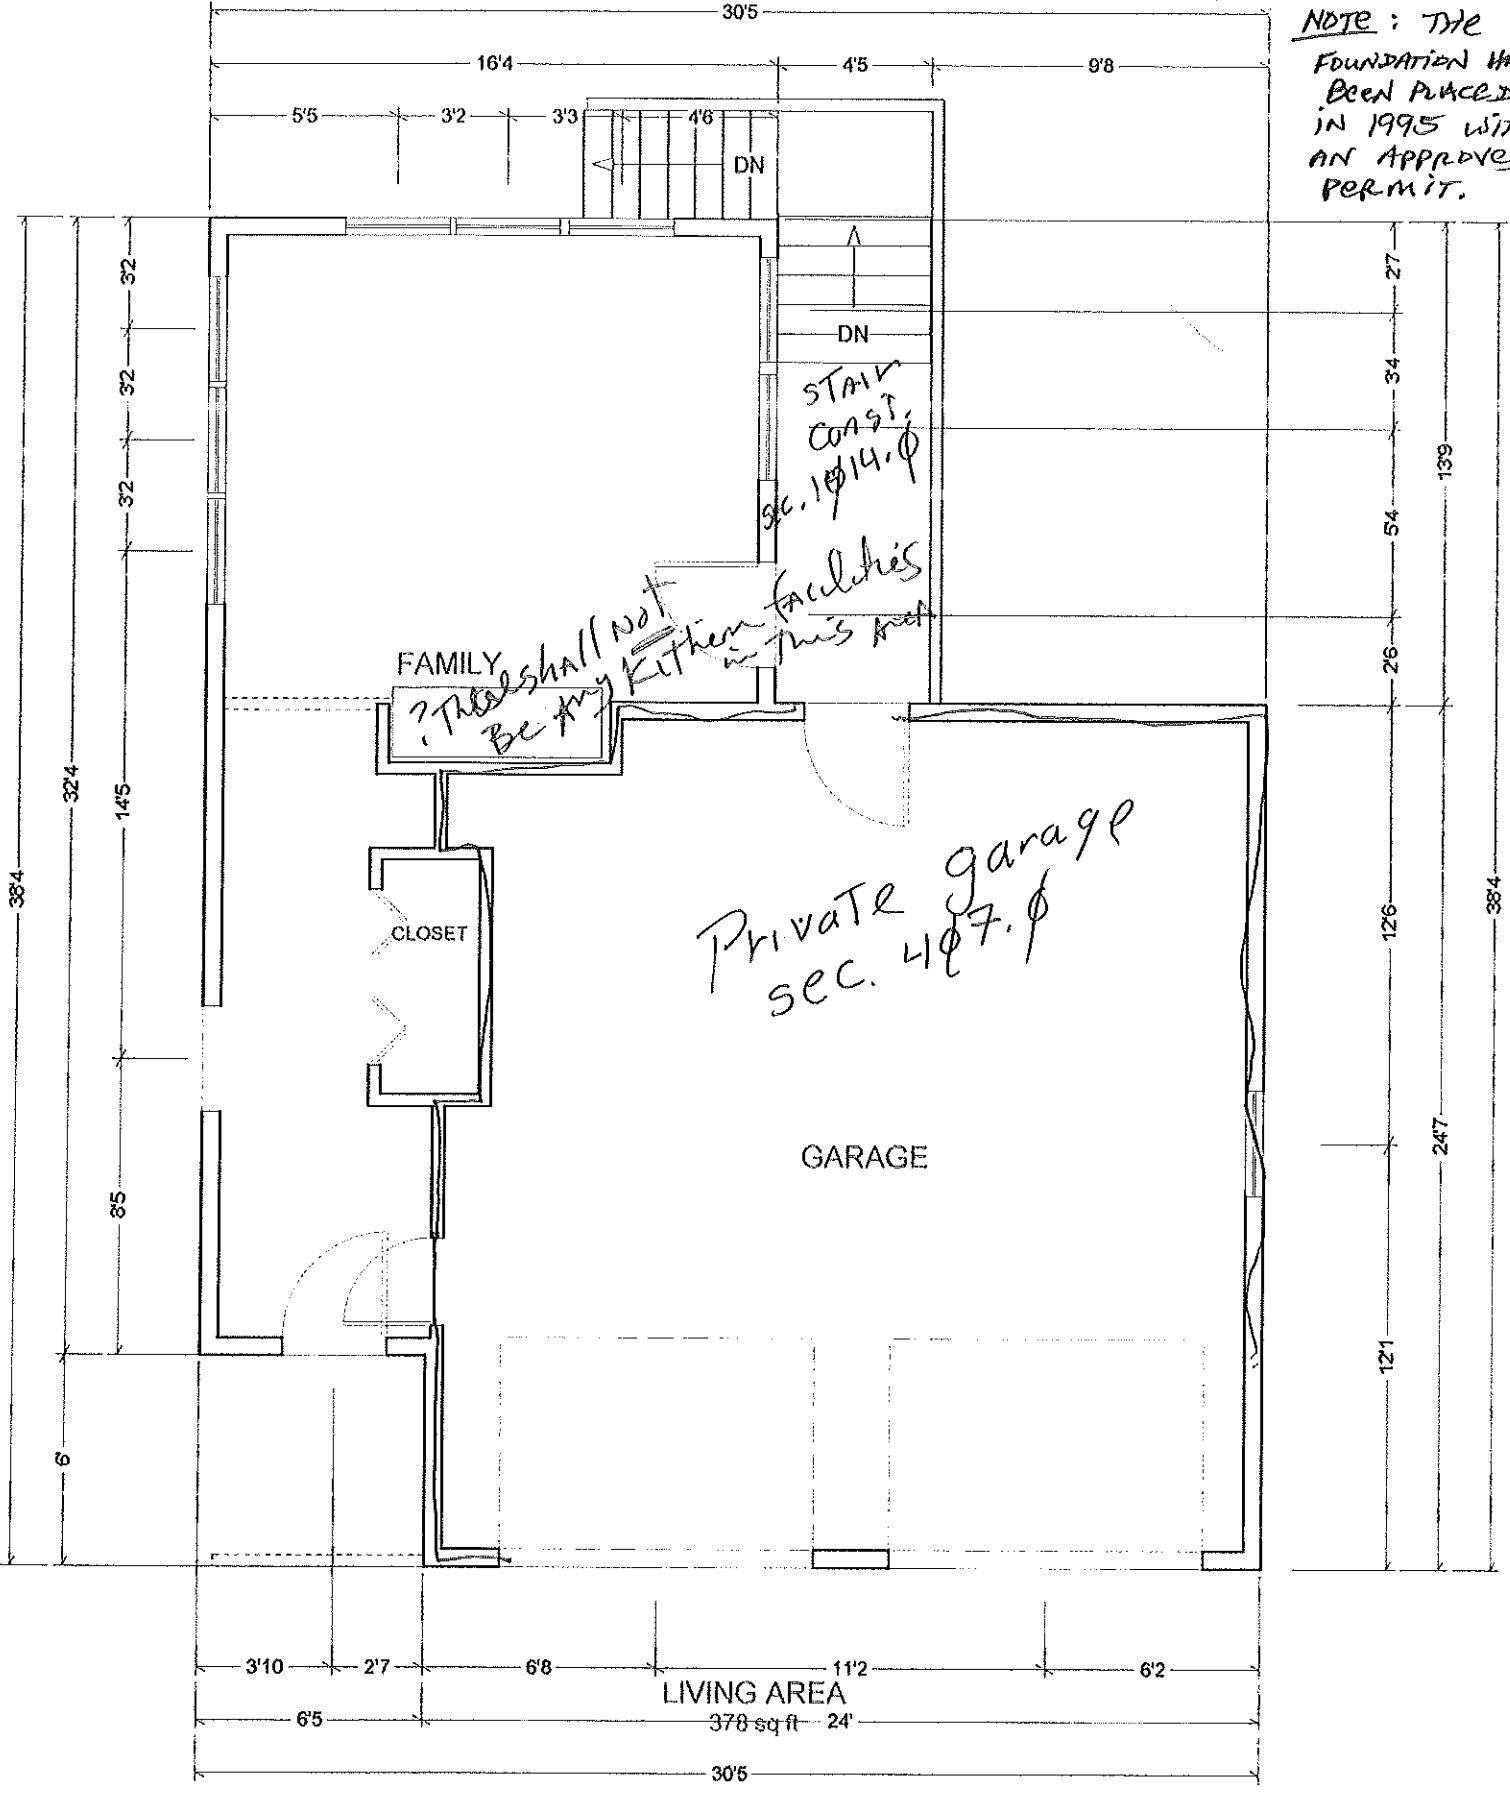 30'5
NOTE : THE
FOUNDATION HA
BEEN PLACED
IN 1995 WIT
AN APPROVE
PERMIT.
16'4
4'5
9'8
5'5
3'2
3'3
4'6
DN
DN
STAIR
CONST.
sec. 1014.0
3'2
3'2
3'2
14'5
8'5
32'4
38'4
6'
2'7
3'4
5'4
2'6
13'9
12'6
12'1
24'7
38'4
FAMILY
? There shall Not
Be Any Kithen facilities
in this Area
CLOSET
Private garage
sec. 407.0
GARAGE
3'10
2'7
6'8
11'2
6'2
LIVING AREA
378 sq ft
6'5
24'
30'5